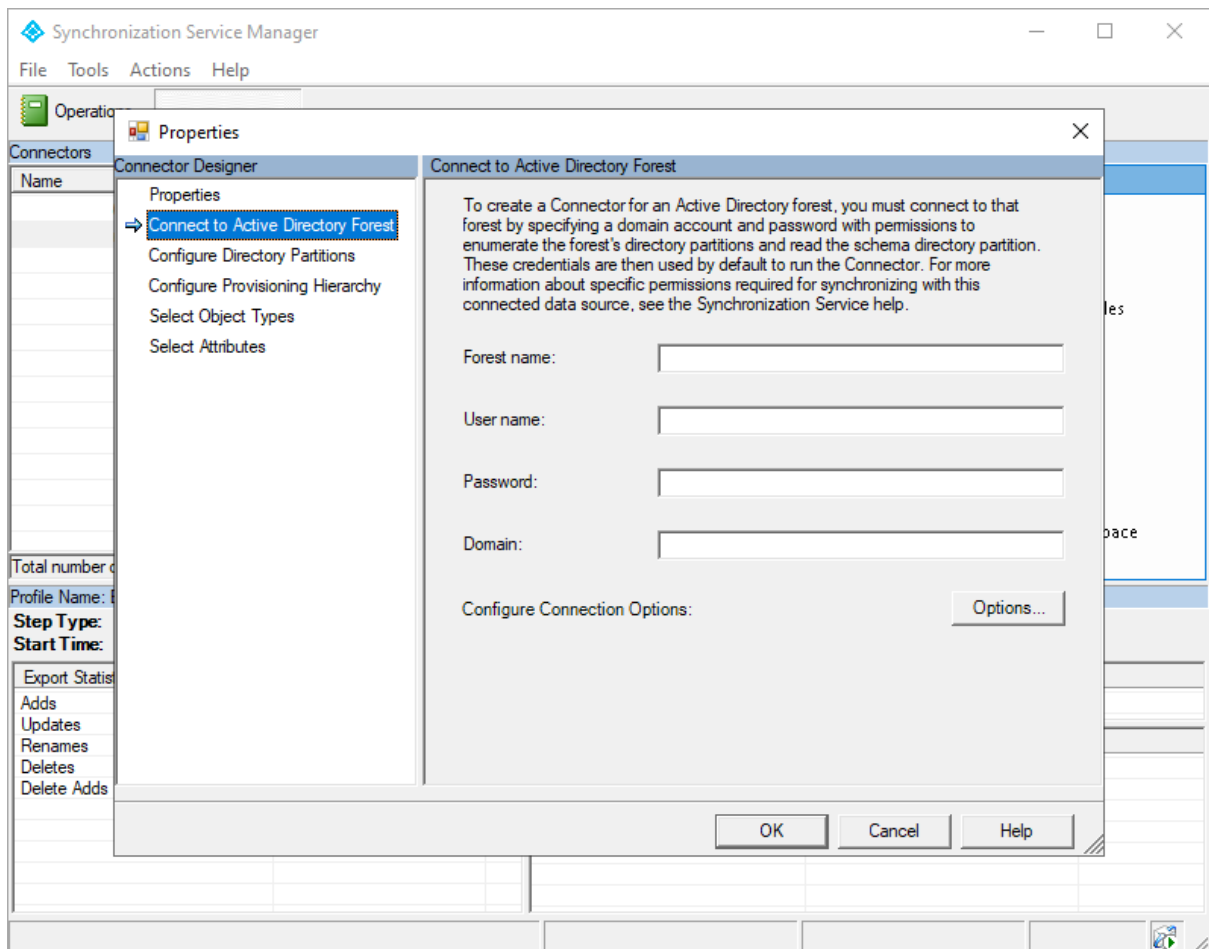 Synchronization Service Manager
File Tools Actions Help
Properties
Connectors
Connector Designer
Connect to Active Directory Forest
Name
Properties
Connect to Active Directory Forest
Configure Directory Partitions
Configure Provisioning Hierarchy
Select Object Types
Select Attributes
To create a Connector for an Active Directory forest, you must connect to that
forest by specifying a domain account and password with permissions to
enumerate the forest's directory partitions and read the schema directory partition.
These credentials are then used by default to run the Connector. For more
information about specific permissions required for synchronizing with this
connected data source, see the Synchronization Service help.
Forest name:
User name:
Password:
Domain:
Configure Connection Options:
Options...
Total number
Profile Name:
Step Type:
Start Time:
Export
Adds
Updates
Renames
Deletes
Delete Adds
OK
Cancel
Help